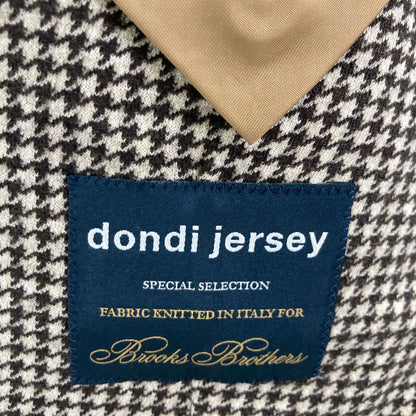 dondi jersey
SPECIAL SELECTION
FABRIC KNITTED IN ITALY FOR
Brooks Brothers